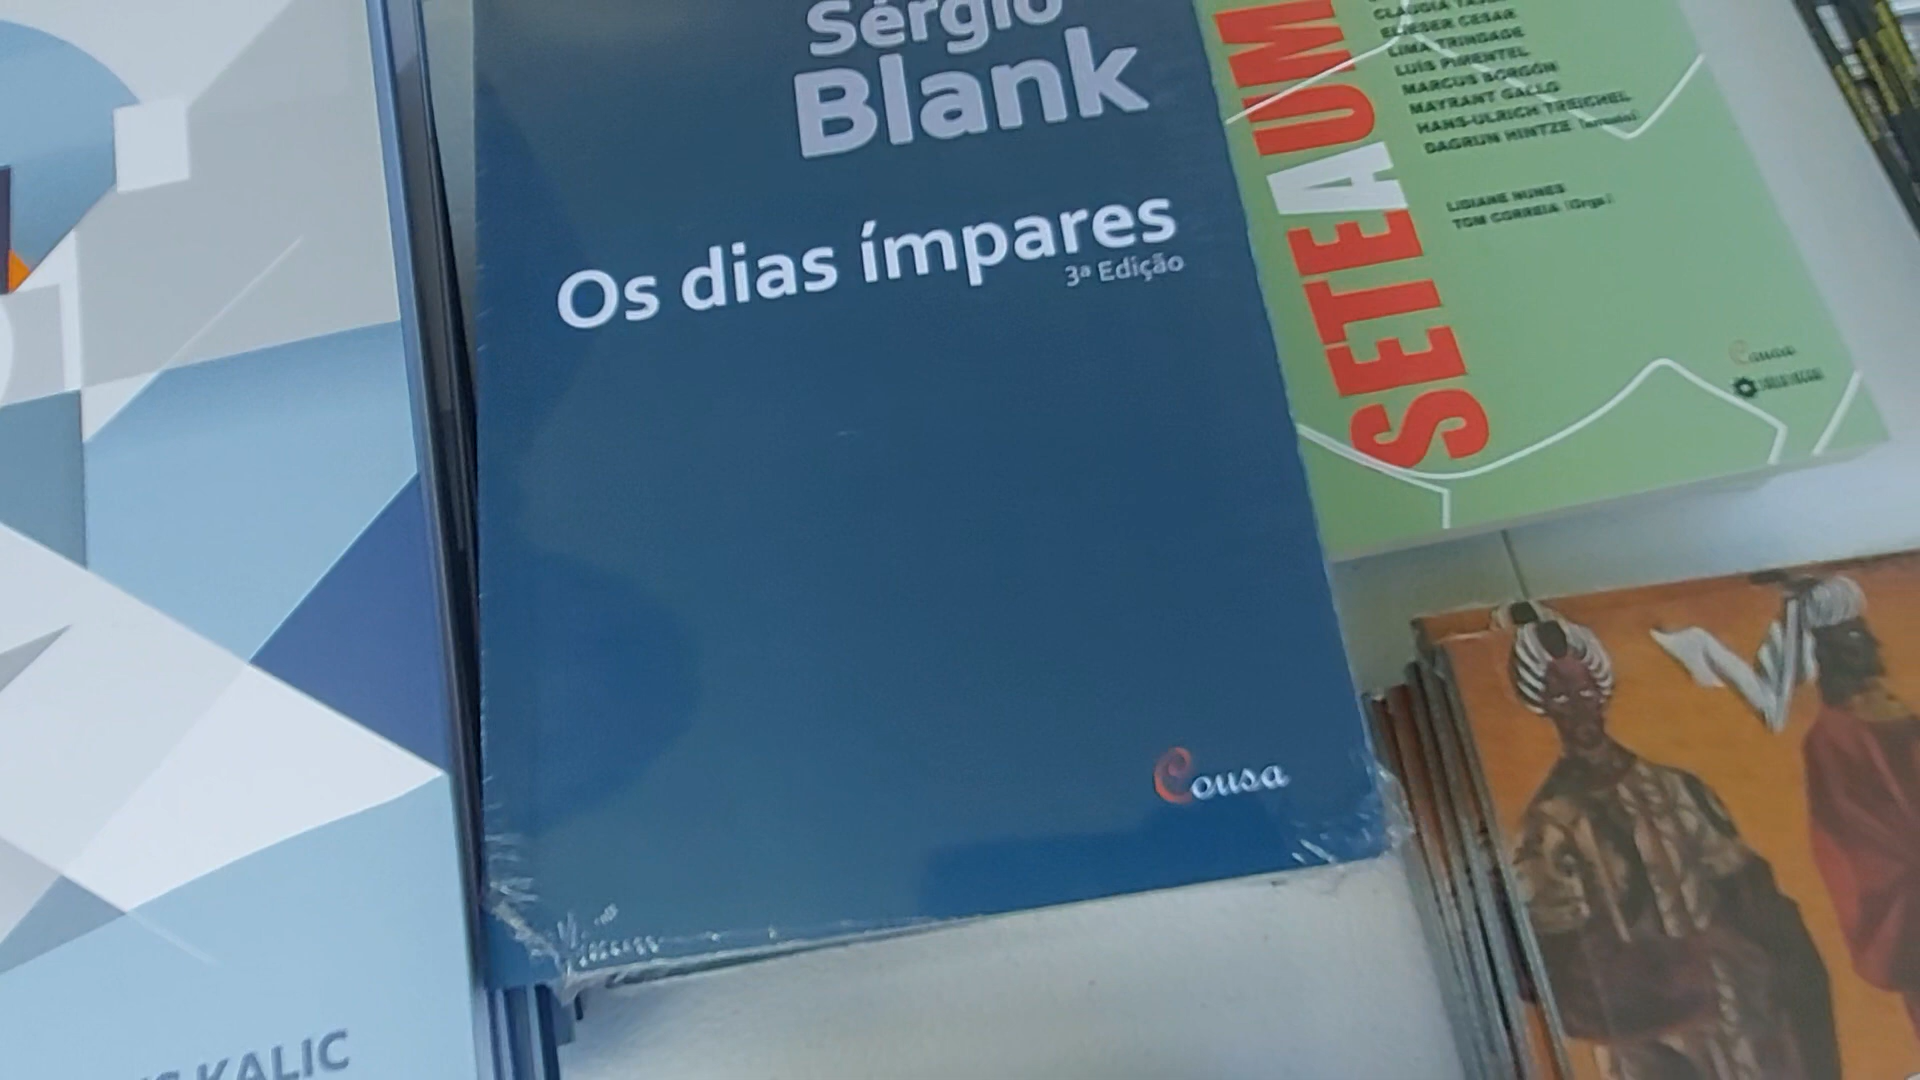 Sérgio
Blank
Os dias ímpares
3ª Edição
Cousa
SETEAUM
ELIESER CESAR
LIMA TRINDADE
LUÍS PIMENTEL
MARCUS BORGÓN
MAYRANT GALLO
HANS-ULRICH TREICHEL
DAGRUN HINTZE
LIDIANE NUNES
TOM CORREIA (Orgs)
Cousa
KALIC